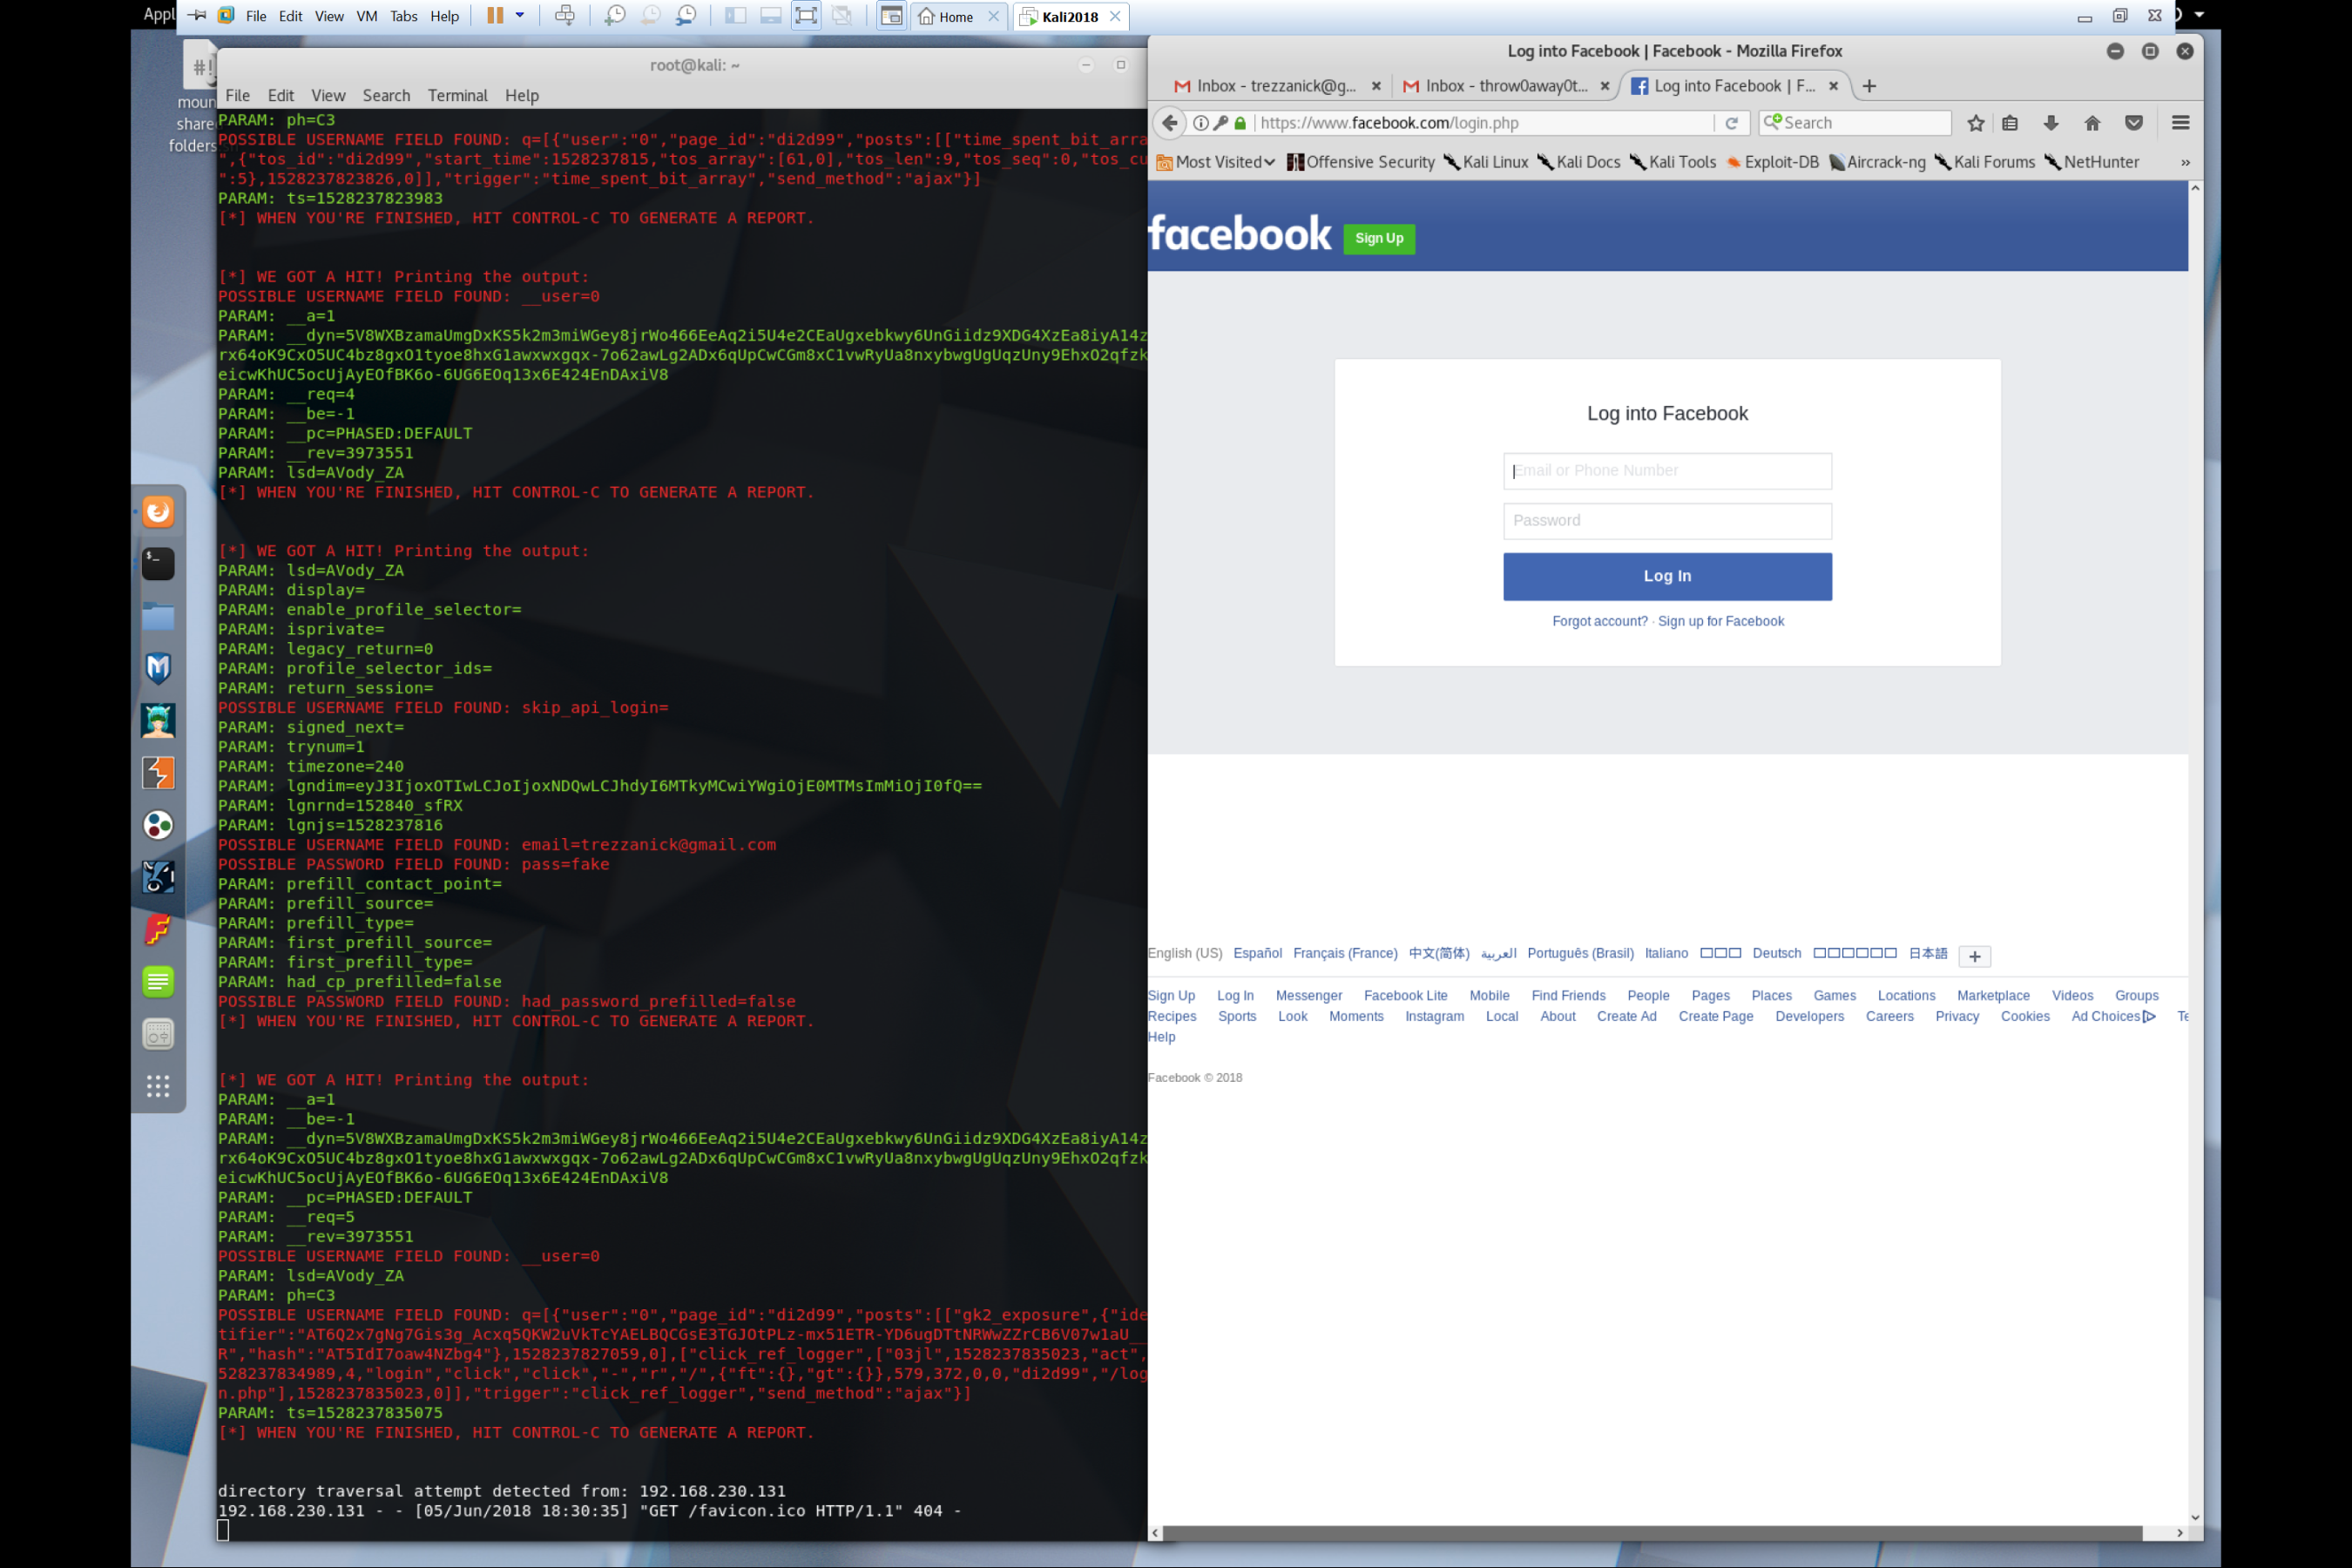 Appl
File Edit View VM Tabs Help
Home
Kali2018
#!
moun
share
folders
root@kali: ~
File Edit View Search Terminal Help
PARAM: ph=C3
POSSIBLE USERNAME FIELD FOUND: q=[{"user":"0","page_id":"di2d99","posts":[["time_spent_bit_arra
",{"tos_id":"di2d99","start_time":1528237815,"tos_array":[61,0],"tos_len":9,"tos_seq":0,"tos_cu
":5},1528237823826,0]],"trigger":"time_spent_bit_array","send_method":"ajax"}]
PARAM: ts=1528237823983
[*] WHEN YOU'RE FINISHED, HIT CONTROL-C TO GENERATE A REPORT.
[*] WE GOT A HIT! Printing the output:
POSSIBLE USERNAME FIELD FOUND: __user=0
PARAM: __a=1
PARAM: __dyn=5V8WXBzamaUmgDxKS5k2m3miWGey8jrWo466EeAq2i5U4e2CEaUgxebkwy6UnGiidz9XDG4XzEa8iyA14z
rx64oK9CxO5UC4bz8gxO1tyoe8hxG1awxwxgqx-7o62awLg2ADx6qUpCwCGm8xC1vwRyUa8nxybwgUgUqzUny9EhxO2qfzk
eicwKhUC5ocUjAyEOfBK6o-6UG6EOq13x6E424EnDAxiV8
PARAM: __req=4
PARAM: __be=-1
PARAM: __pc=PHASED:DEFAULT
PARAM: __rev=3973551
PARAM: lsd=AVody_ZA
[*] WHEN YOU'RE FINISHED, HIT CONTROL-C TO GENERATE A REPORT.
[*] WE GOT A HIT! Printing the output:
PARAM: lsd=AVody_ZA
PARAM: display=
PARAM: enable_profile_selector=
PARAM: isprivate=
PARAM: legacy_return=0
PARAM: profile_selector_ids=
PARAM: return_session=
POSSIBLE USERNAME FIELD FOUND: skip_api_login=
PARAM: signed_next=
PARAM: trynum=1
PARAM: timezone=240
PARAM: lgndim=eyJ3IjoxOTIwLCJoIjoxNDQwLCJhdyI6MTkyMCwiYWgiOjE0MTMsImMiOjI0fQ==
PARAM: lgnrnd=152840_sfRX
PARAM: lgnjs=1528237816
POSSIBLE USERNAME FIELD FOUND: email=trezzanick@gmail.com
POSSIBLE PASSWORD FIELD FOUND: pass=fake
PARAM: prefill_contact_point=
PARAM: prefill_source=
PARAM: prefill_type=
PARAM: first_prefill_source=
PARAM: first_prefill_type=
PARAM: had_cp_prefilled=false
POSSIBLE PASSWORD FIELD FOUND: had_password_prefilled=false
[*] WHEN YOU'RE FINISHED, HIT CONTROL-C TO GENERATE A REPORT.
[*] WE GOT A HIT! Printing the output:
PARAM: __a=1
PARAM: __be=-1
PARAM: __dyn=5V8WXBzamaUmgDxKS5k2m3miWGey8jrWo466EeAq2i5U4e2CEaUgxebkwy6UnGiidz9XDG4XzEa8iyA14z
rx64oK9CxO5UC4bz8gxO1tyoe8hxG1awxwxgqx-7o62awLg2ADx6qUpCwCGm8xC1vwRyUa8nxybwgUgUqzUny9EhxO2qfzk
eicwKhUC5ocUjAyEOfBK6o-6UG6EOq13x6E424EnDAxiV8
PARAM: __pc=PHASED:DEFAULT
PARAM: __req=5
PARAM: __rev=3973551
POSSIBLE USERNAME FIELD FOUND: __user=0
PARAM: lsd=AVody_ZA
PARAM: ph=C3
POSSIBLE USERNAME FIELD FOUND: q=[{"user":"0","page_id":"di2d99","posts":[["gk2_exposure",{"ide
tifier":"AT6Q2x7gNg7Gis3g_Acxq5QKW2uVkTcYAELBQCGsE3TGJOtPLz-mx51ETR-YD6ugDTtNRWwZZrCB6V07w1aU__
R","hash":"AT5IdI7oaw4NZbg4"},1528237827059,0],["click_ref_logger",["03jl",1528237835023,"act",
528237834989,4,"login","click","click","-","r","/",{"ft":{},"gt":{}},579,372,0,0,"di2d99","/log
n.php"],1528237835023,0]],"trigger":"click_ref_logger","send_method":"ajax"}]
PARAM: ts=1528237835075
[*] WHEN YOU'RE FINISHED, HIT CONTROL-C TO GENERATE A REPORT.
directory traversal attempt detected from: 192.168.230.131
192.168.230.131 - - [05/Jun/2018 18:30:35] "GET /favicon.ico HTTP/1.1" 404 -
Log into Facebook | Facebook - Mozilla Firefox
Inbox - trezzanick@g... Inbox - throw0away0t... Log into Facebook | F...
https://www.facebook.com/login.php Search
Most Visited Offensive Security Kali Linux Kali Docs Kali Tools Exploit-DB Aircrack-ng Kali Forums NetHunter »
facebook Sign Up
Log into Facebook
Email or Phone Number
Password
Log In
Forgot account? · Sign up for Facebook
English (US) Español Français (France) 中文(简体) العربية Português (Brasil) Italiano □□□ Deutsch □□□□□□ 日本語 +
Sign Up Log In Messenger Facebook Lite Mobile Find Friends People Pages Places Games Locations Marketplace Videos Groups
Recipes Sports Look Moments Instagram Local About Create Ad Create Page Developers Careers Privacy Cookies Ad Choices Te
Help
Facebook © 2018